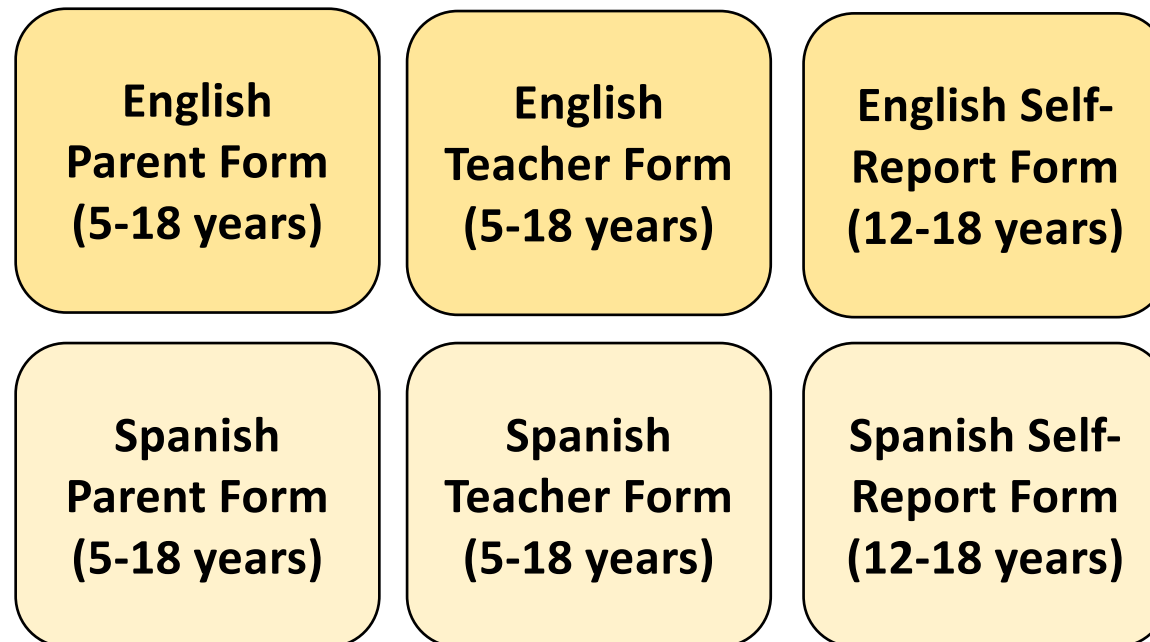 English
Parent Form
(5-18 years)
English
Teacher Form
(5-18 years)
English Self-
Report Form
(12-18 years)
Spanish
Parent Form
(5-18 years)
Spanish
Teacher Form
(5-18 years)
Spanish Self-
Report Form
(12-18 years)